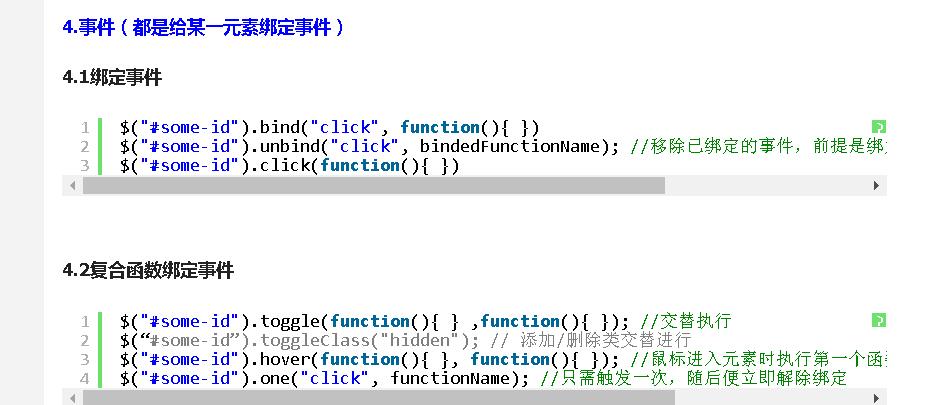 4.事件（都是给某一元素绑定事件）
4.1绑定事件
1 $("#some-id").bind("click", function(){ })
2 $("#some-id").unbind("click", bindedFunctionName); //移除已绑定的事件，前提是绑
3 $("#some-id").click(function(){ })
4.2复合函数绑定事件
1 $("#some-id").toggle(function(){ } ,function(){ }); //交替执行
2 $(“#some-id”).toggleClass("hidden"); // 添加/删除类交替进行
3 $("#some-id").hover(function(){ }, function(){ }); //鼠标进入元素时执行第一个函
4 $("#some-id").one("click", functionName); //只需触发一次，随后便立即解除绑定